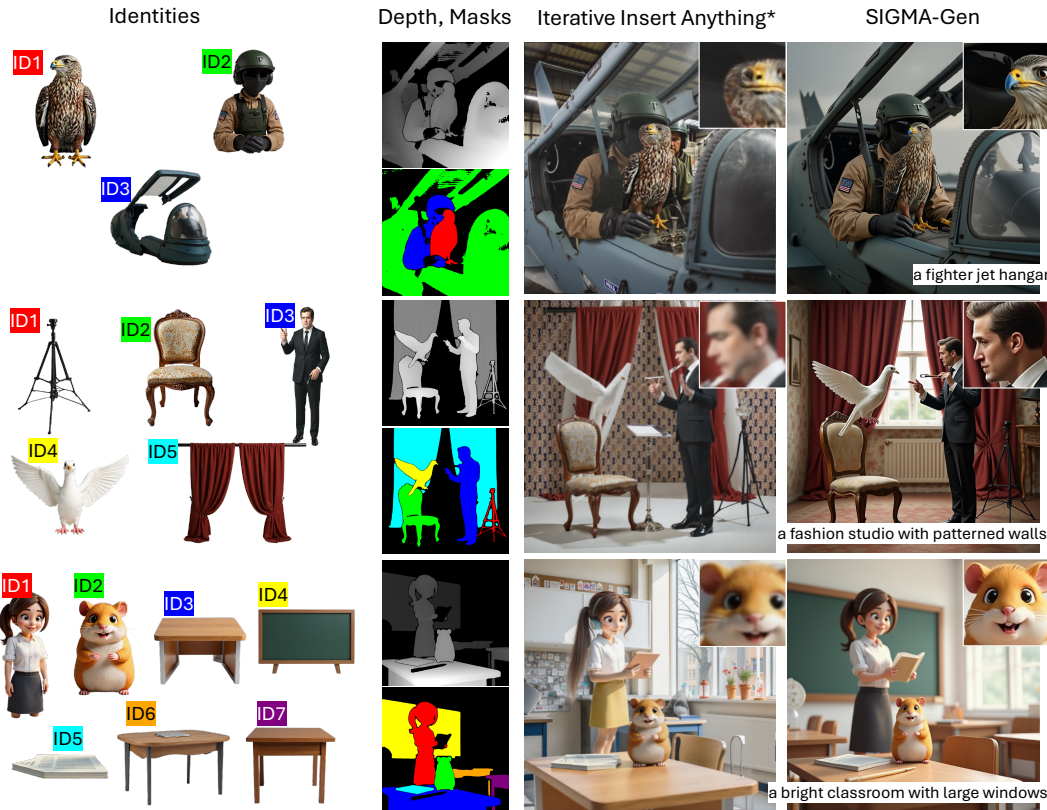 Identities
Depth, Masks
Iterative Insert Anything*
SIGMA-Gen
ID1
ID2
ID3
a fighter jet hangar
ID1
ID2
ID3
ID4
ID5
a fashion studio with patterned walls
ID1
ID2
ID3
ID4
ID5
ID6
ID7
a bright classroom with large windows